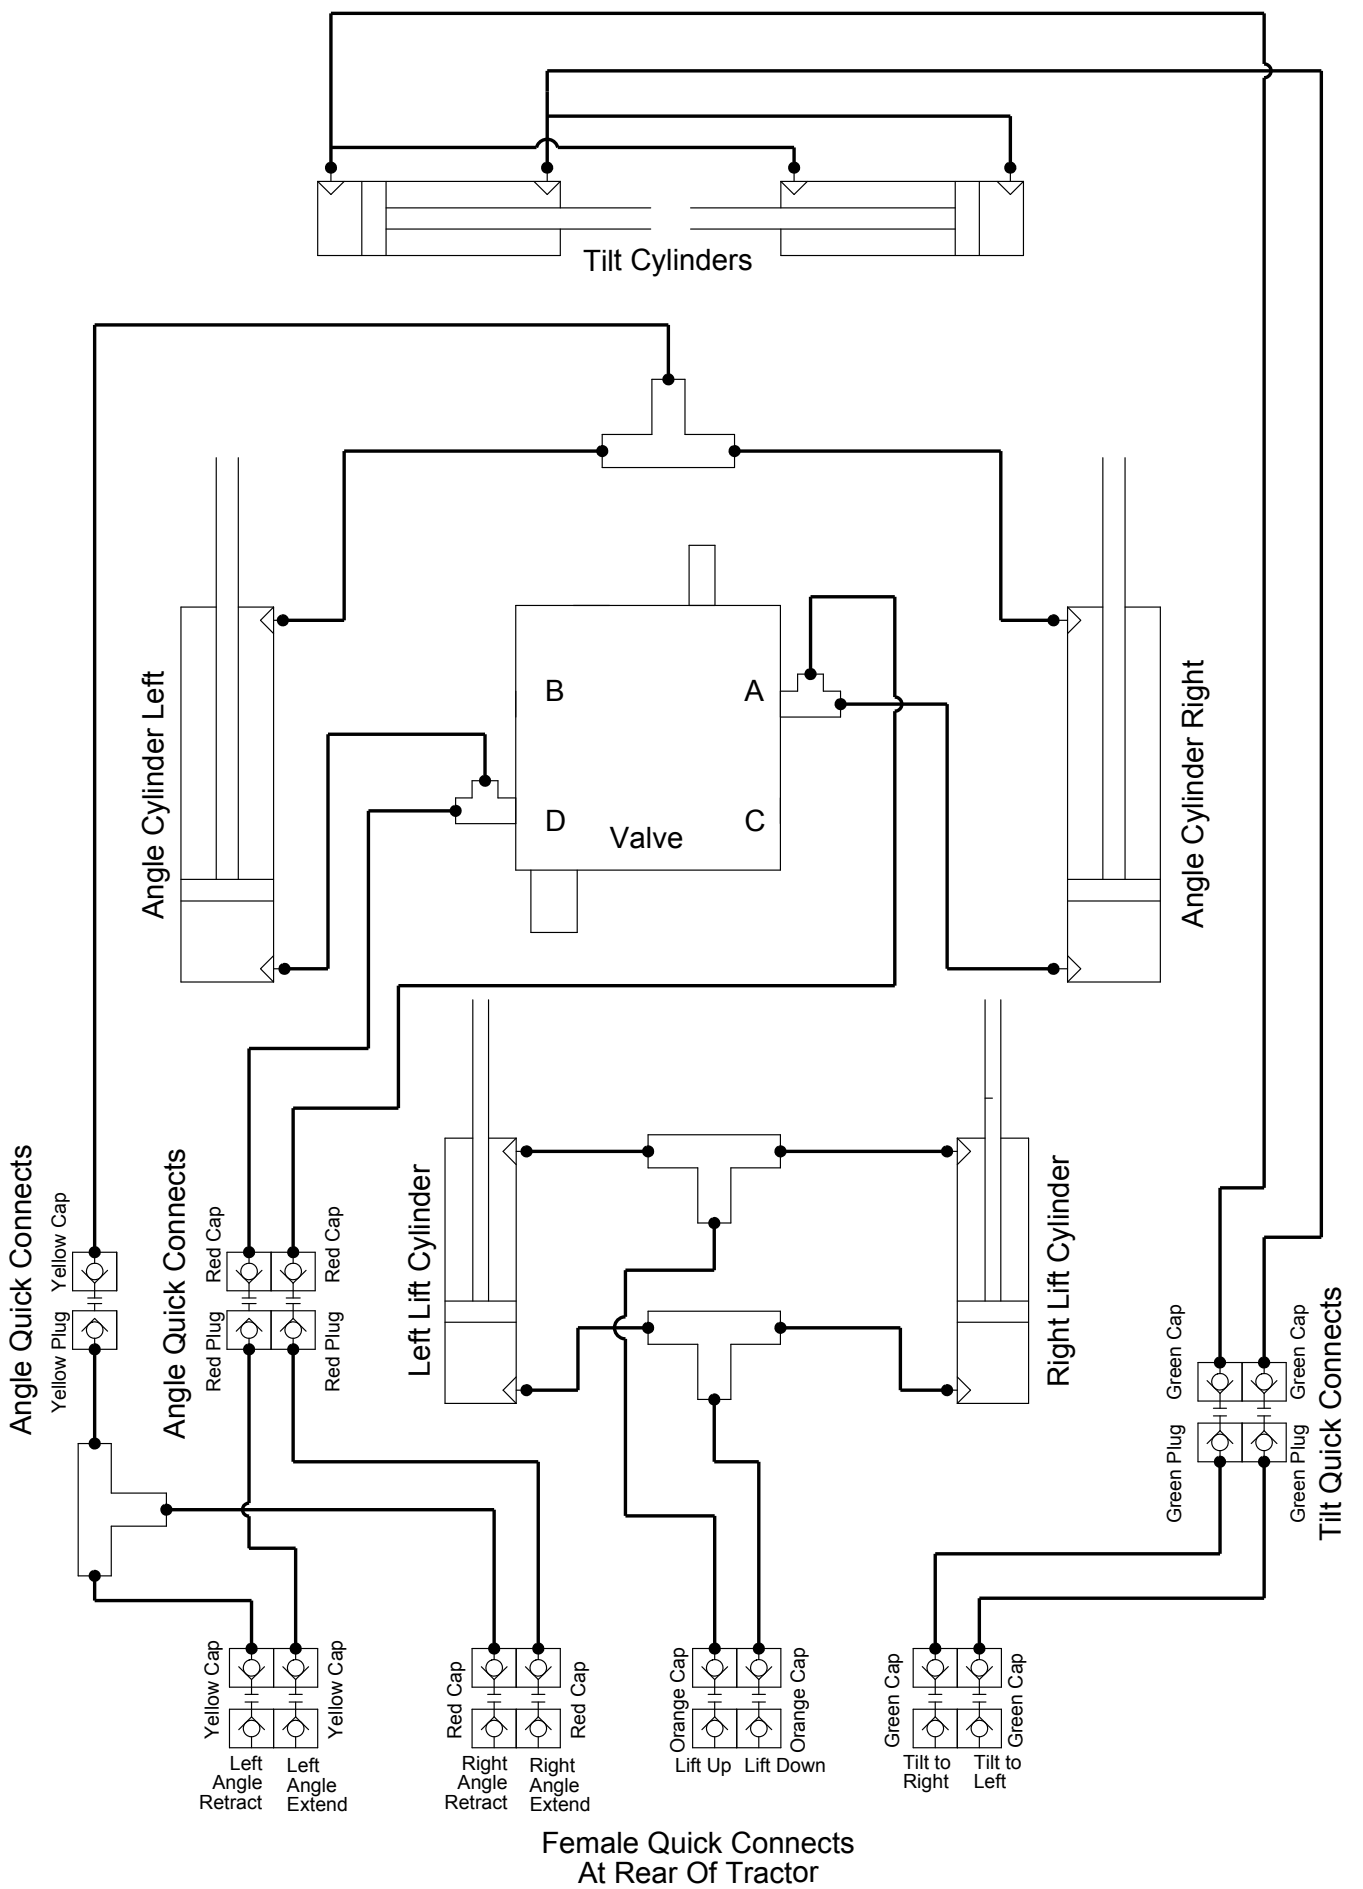 Tilt Cylinders
Angle Cylinder Left
B
A
D
C
Valve
Angle Cylinder Right
Angle Quick Connects
Yellow Cap
Yellow Plug
Angle Quick Connects
Red Cap
Red Plug
Red Cap
Red Plug
Left Lift Cylinder
Right Lift Cylinder
Green Cap
Green Plug
Green Cap
Green Plug
Tilt Quick Connects
Yellow Cap
Yellow Cap
Red Cap
Red Cap
Orange Cap
Orange Cap
Green Cap
Green Cap
Left
Angle
Retract
Left
Angle
Extend
Right
Angle
Retract
Right
Angle
Extend
Lift Up
Lift Down
Tilt to
Right
Tilt to
Left
Female Quick Connects
At Rear Of Tractor